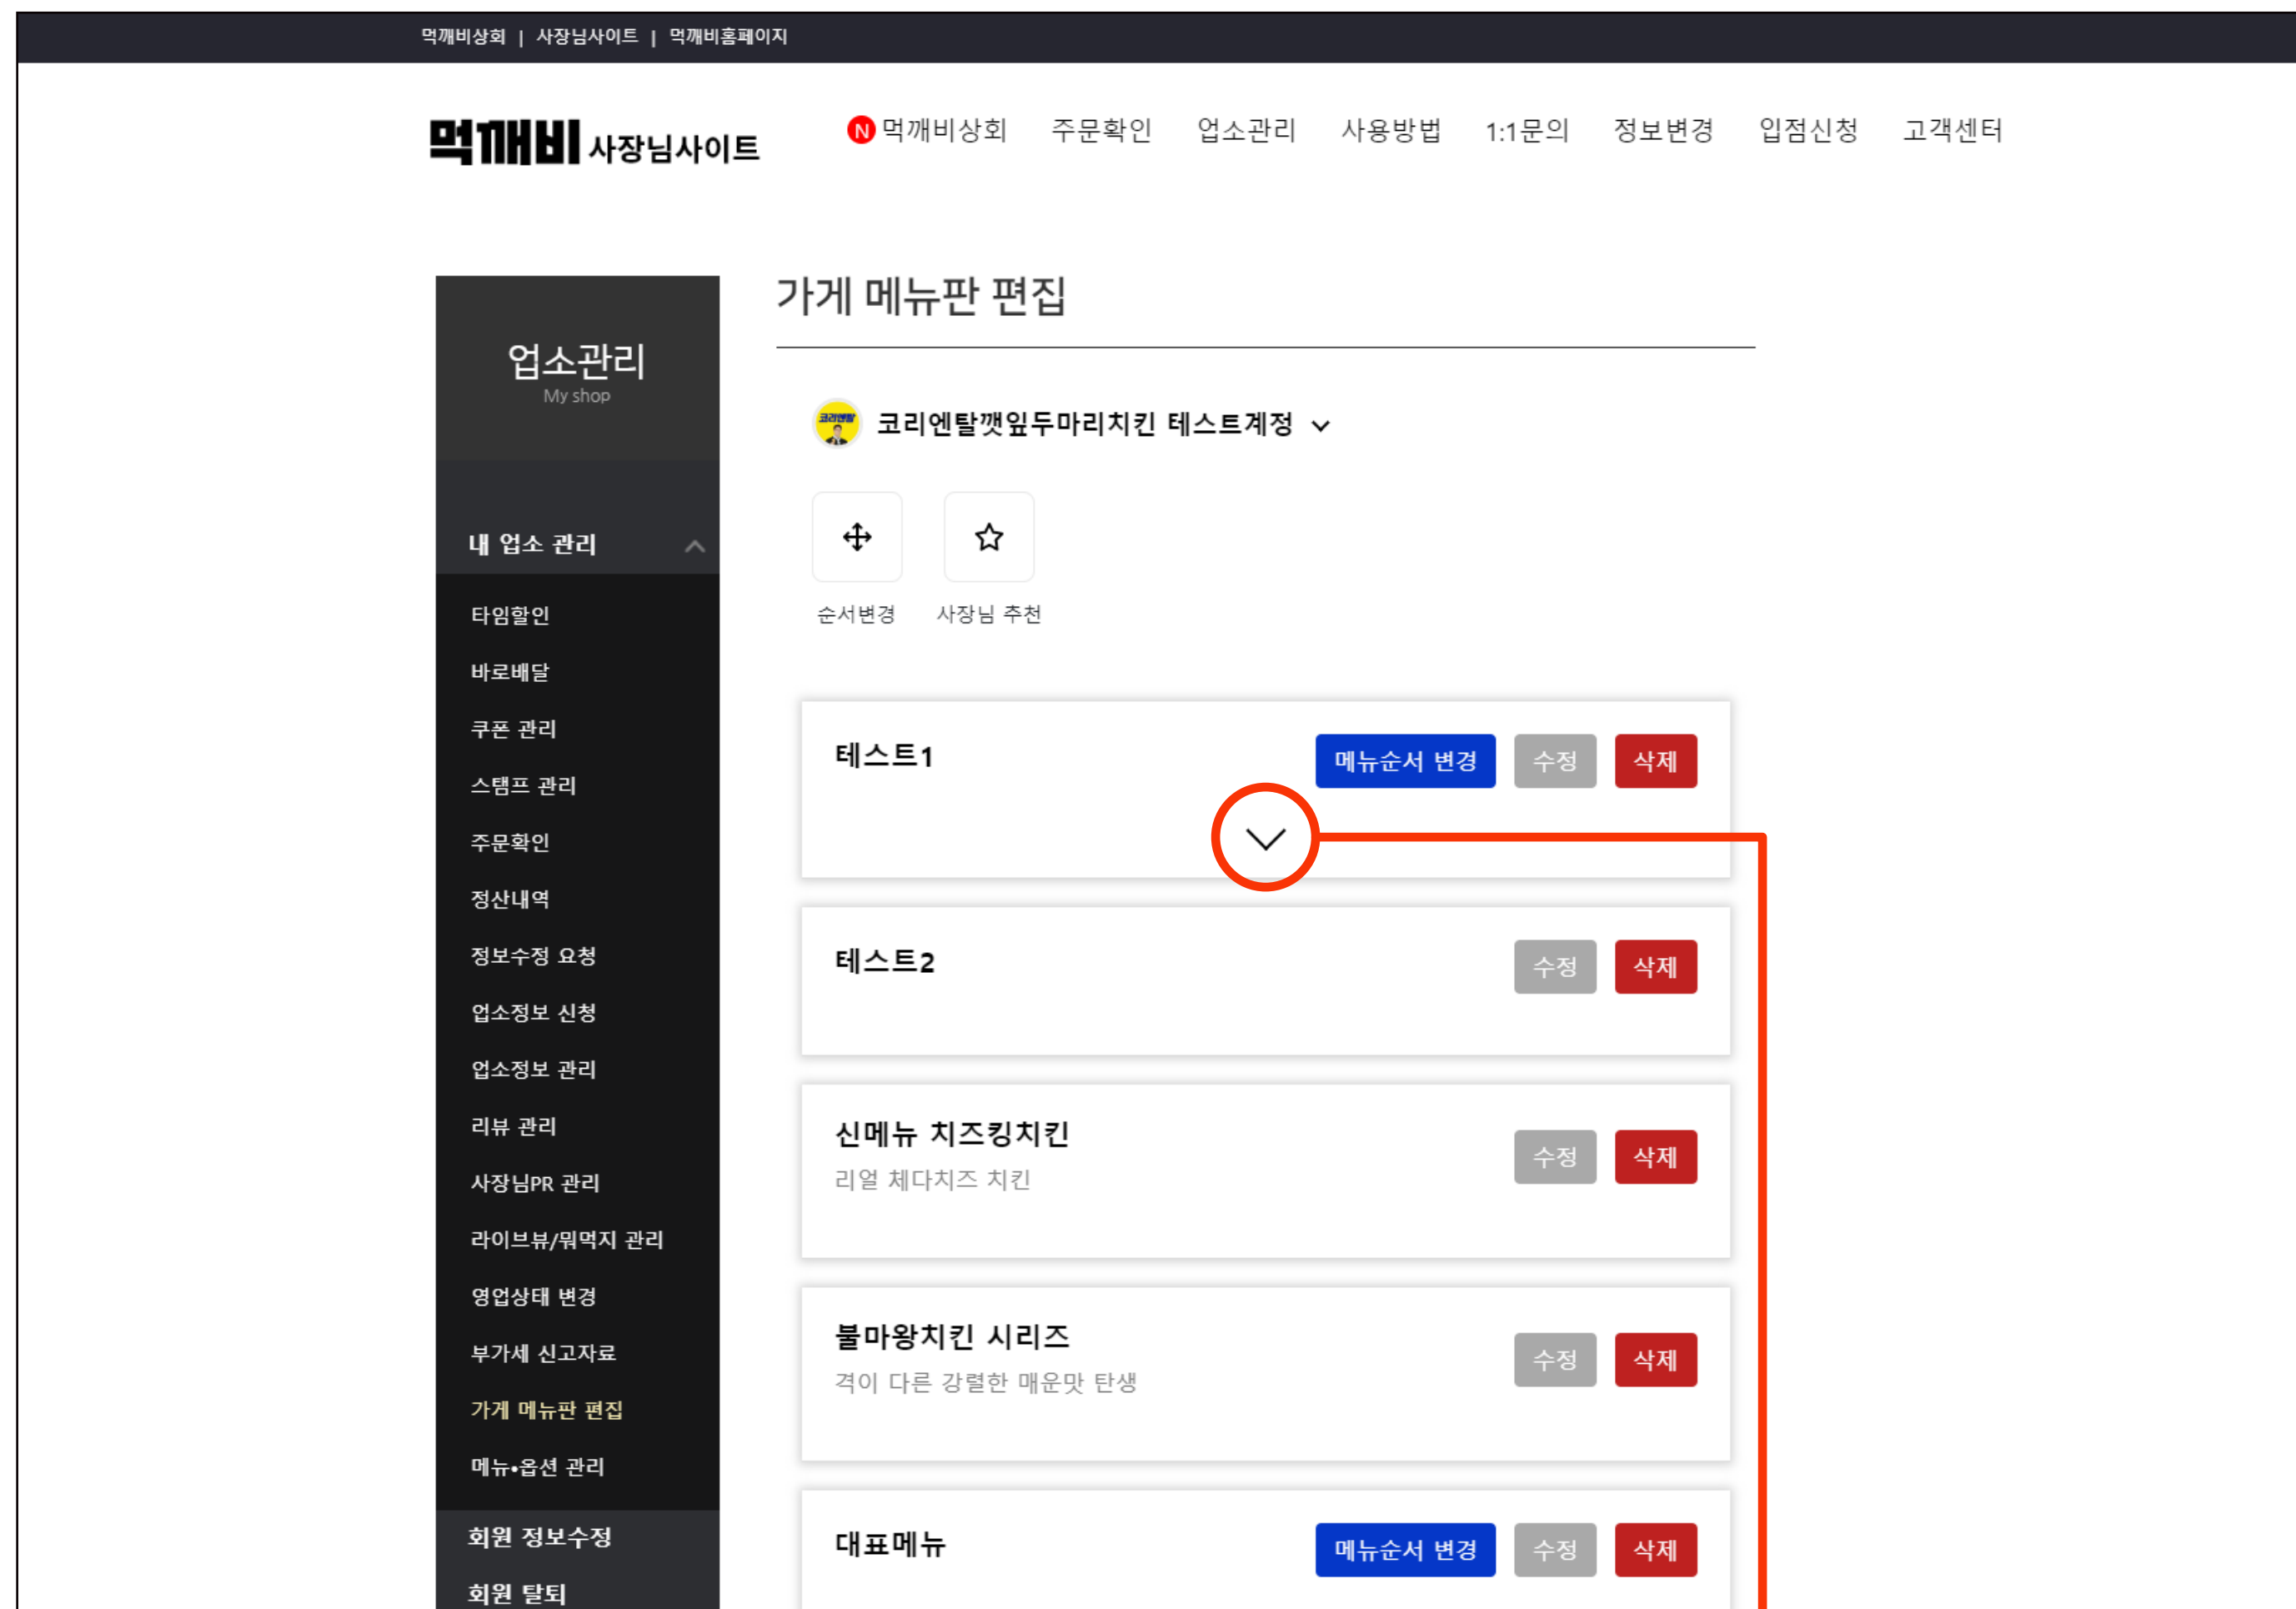 먹깨비상회 | 사장님사이트 | 먹깨비홈페이지
먹깨비 사장님사이트
N 먹깨비상회 주문확인 업소관리 사용방법 1:1문의 정보변경 입점신청 고객센터
업소관리
My shop
내 업소 관리
타임할인
바로배달
쿠폰 관리
스탬프 관리
주문확인
정산내역
정보수정 요청
업소정보 신청
업소정보 관리
리뷰 관리
사장님PR 관리
라이브뷰/뭐먹지 관리
영업상태 변경
부가세 신고자료
가게 메뉴판 편집
메뉴•옵션 관리
회원 정보수정
회원 탈퇴
가게 메뉴판 편집
코리엔탈
코리엔탈깻잎두마리치킨 테스트계정
순서변경 사장님 추천
테스트1 메뉴순서 변경 수정 삭제
테스트2 수정 삭제
신메뉴 치즈킹치킨 수정 삭제
리얼 체다치즈 치킨
불마왕치킨 시리즈 수정 삭제
격이 다른 강렬한 매운맛 탄생
대표메뉴 메뉴순서 변경 수정 삭제